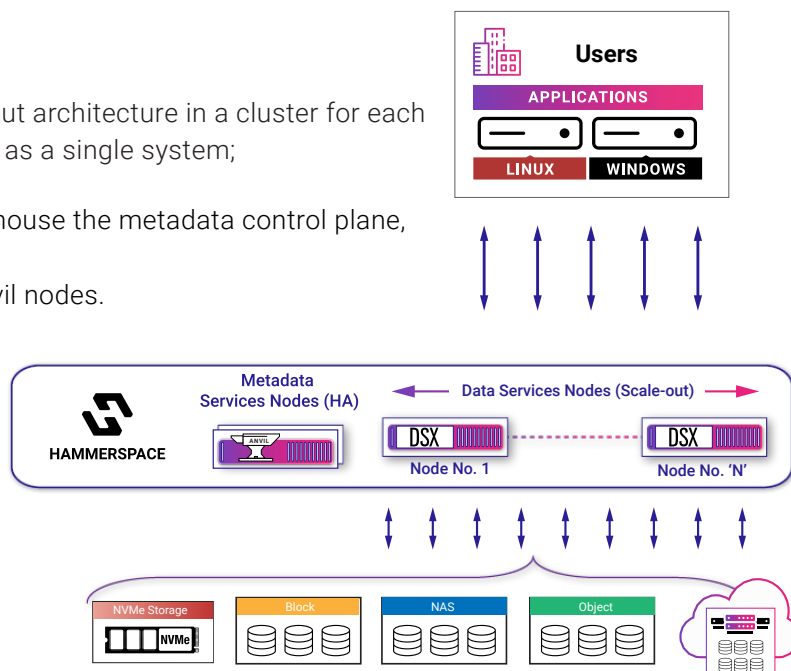 Users
APPLICATIONS
LINUX WINDOWS
ut architecture in a cluster for each
as a single system;
house the metadata control plane,
vil nodes.
HAMMERSPACE
Metadata
Services Nodes (HA)
ANVIL
Data Services Nodes (Scale-out)
DSX
Node No. 1
DSX
Node No. ‘N’
NVMe Storage
NVMe
Block
NAS
Object